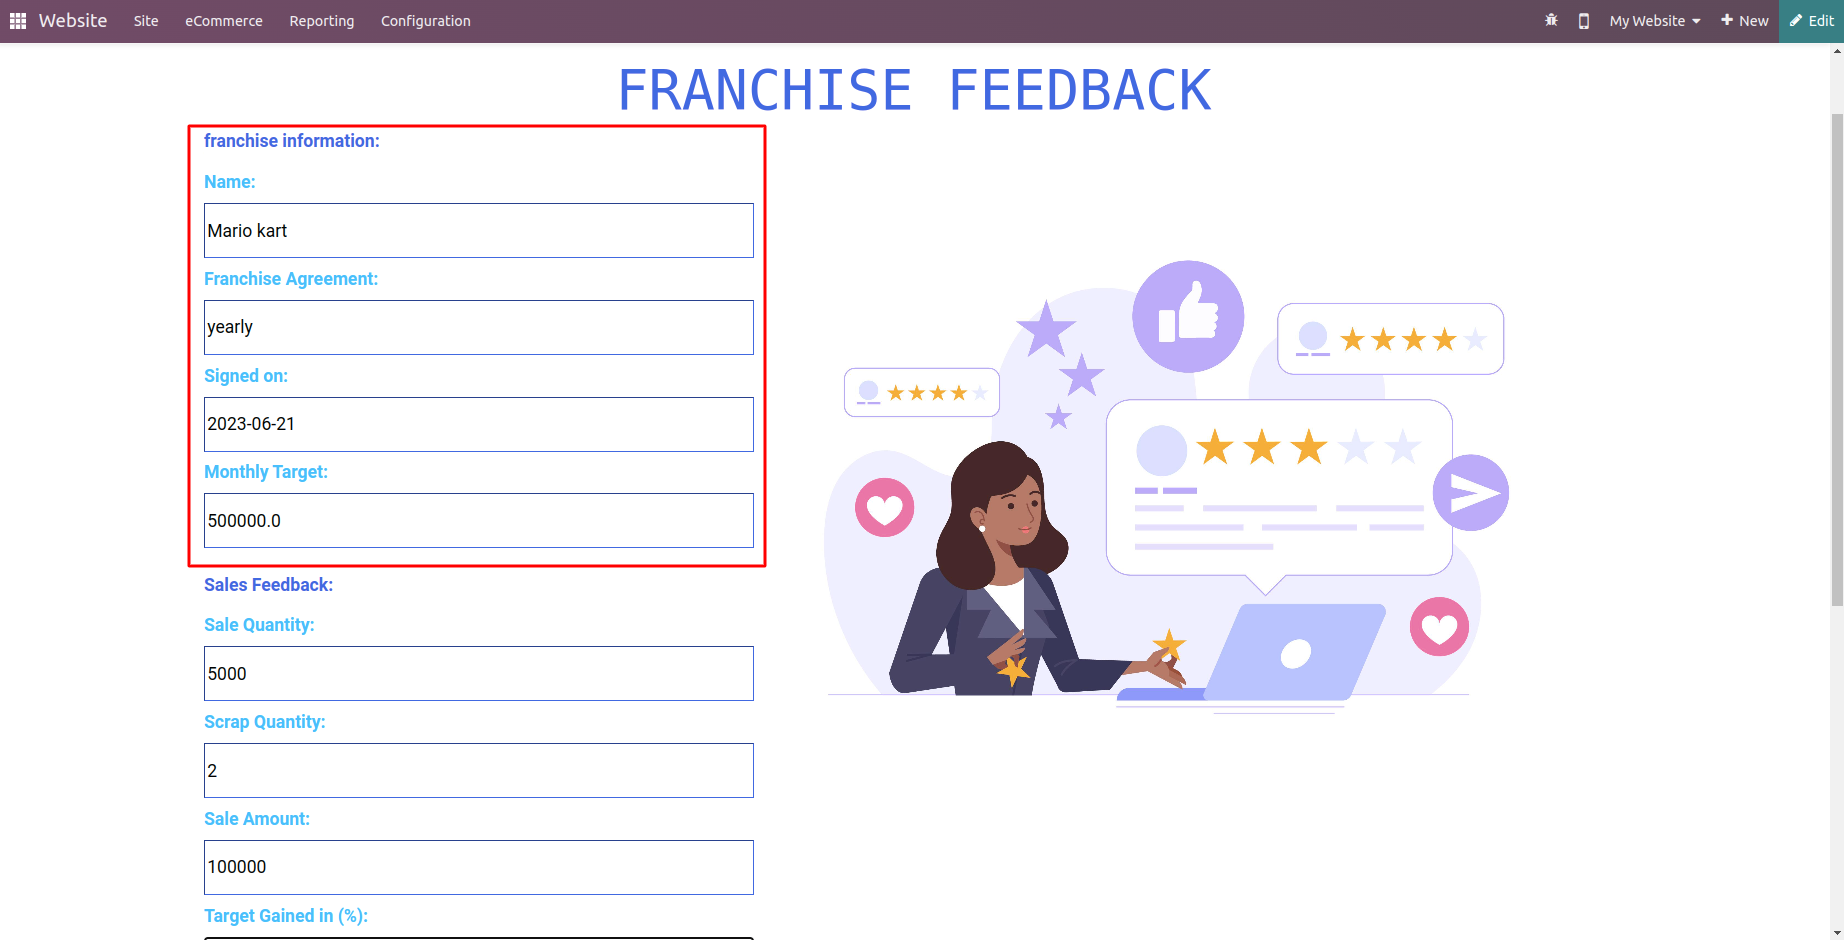 Website Site eCommerce Reporting Configuration My Website New Edit
FRANCHISE FEEDBACK
franchise information:
Name:
Mario kart
Franchise Agreement:
yearly
Signed on:
2023-06-21
Monthly Target:
500000.0
Sales Feedback:
Sale Quantity:
5000
Scrap Quantity:
2
Sale Amount:
100000
Target Gained in (%):